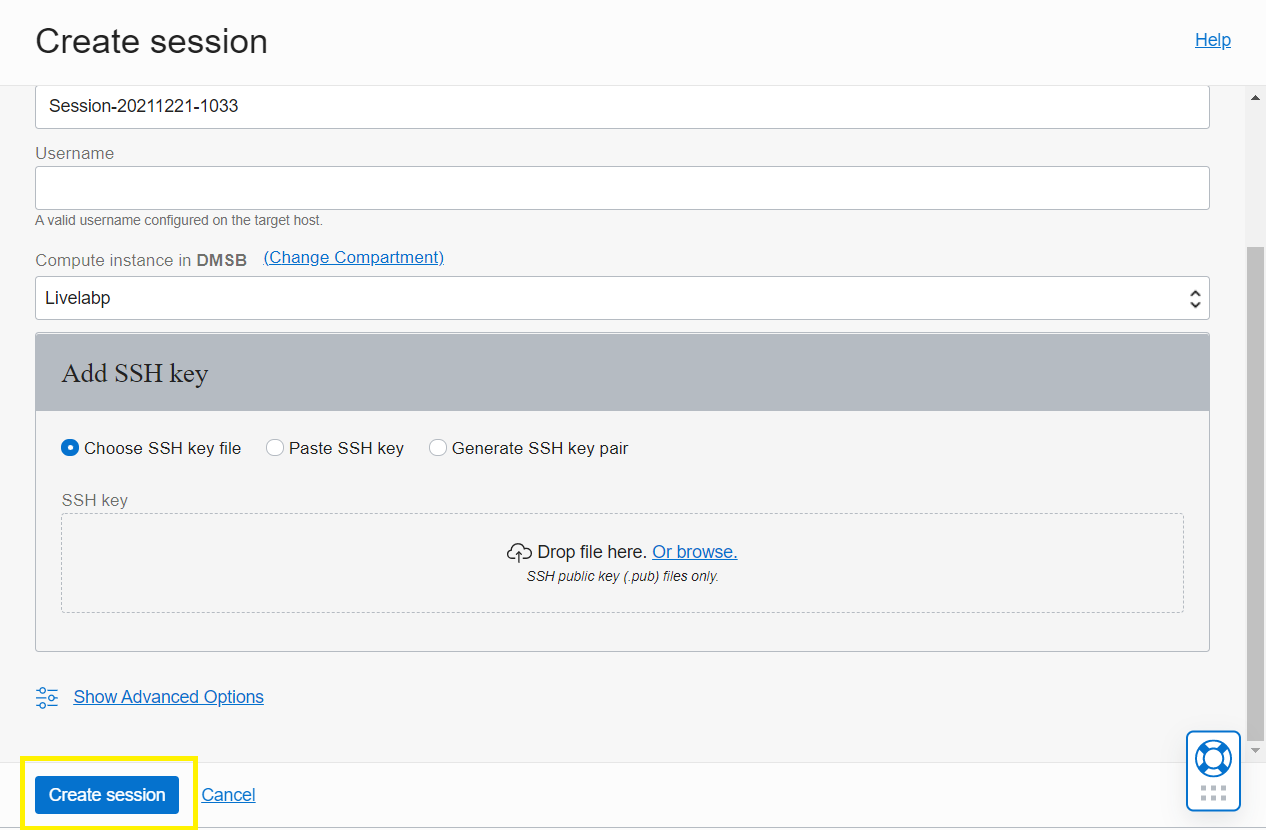 Create session
Help
Session-20211221-1033
Username
A valid username configured on the target host.
Compute instance in DMSB (Change Compartment)
Livelabp
Add SSH key
Choose SSH key file Paste SSH key Generate SSH key pair
SSH key
Drop file here. Or browse.
SSH public key (.pub) files only.
Show Advanced Options
Create session Cancel